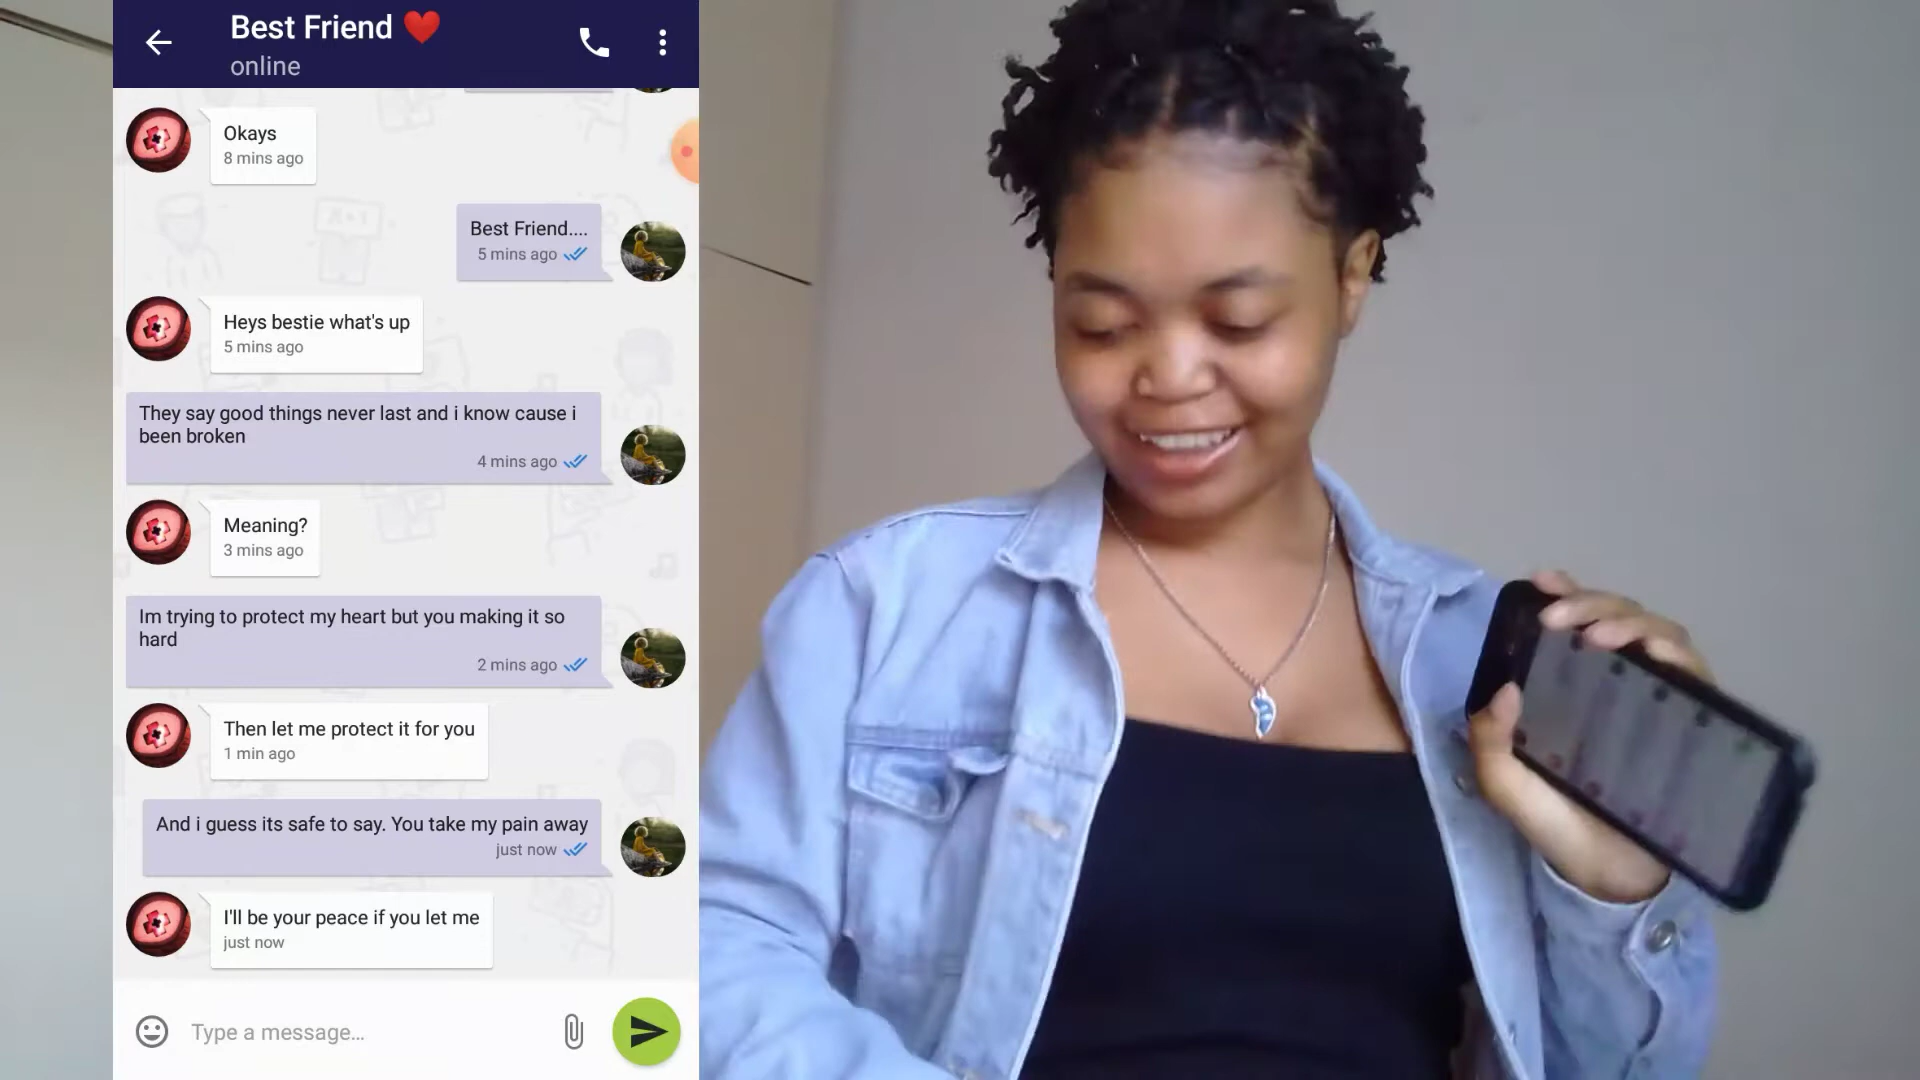 Best Friend ❤️
online
Okays
8 mins ago
Best Friend....
5 mins ago
Heys bestie what's up
5 mins ago
They say good things never last and i know cause i
been broken
4 mins ago
Meaning?
3 mins ago
Im trying to protect my heart but you making it so
hard
2 mins ago
Then let me protect it for you
1 min ago
And i guess its safe to say. You take my pain away
just now
I'll be your peace if you let me
just now
Type a message...